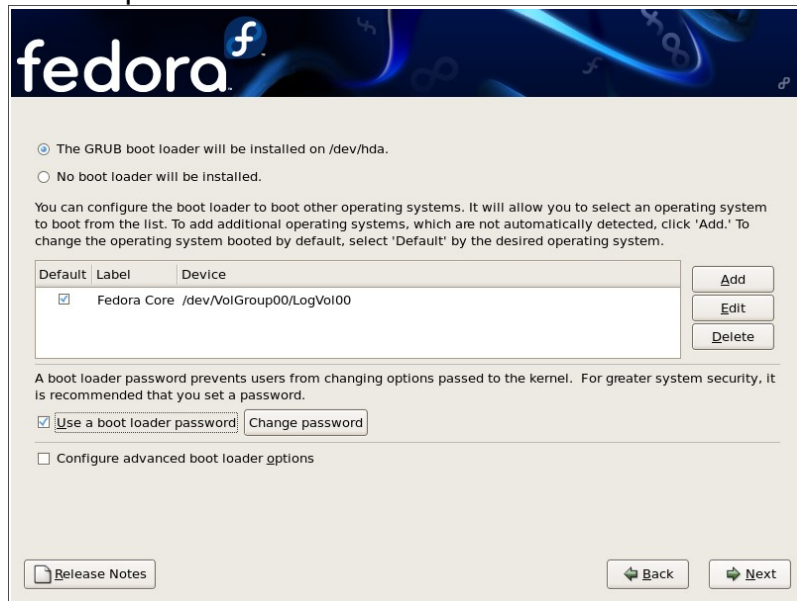 fedora
The GRUB boot loader will be installed on /dev/hda.
No boot loader will be installed.
You can configure the boot loader to boot other operating systems. It will allow you to select an operating system
to boot from the list. To add additional operating systems, which are not automatically detected, click 'Add.' To
change the operating system booted by default, select 'Default' by the desired operating system.
Default Label Device
Fedora Core /dev/VolGroup00/LogVol00
Add
Edit
Delete
A boot loader password prevents users from changing options passed to the kernel. For greater system security, it
is recommended that you set a password.
Use a boot loader password Change password
Configure advanced boot loader options
Release Notes Back Next